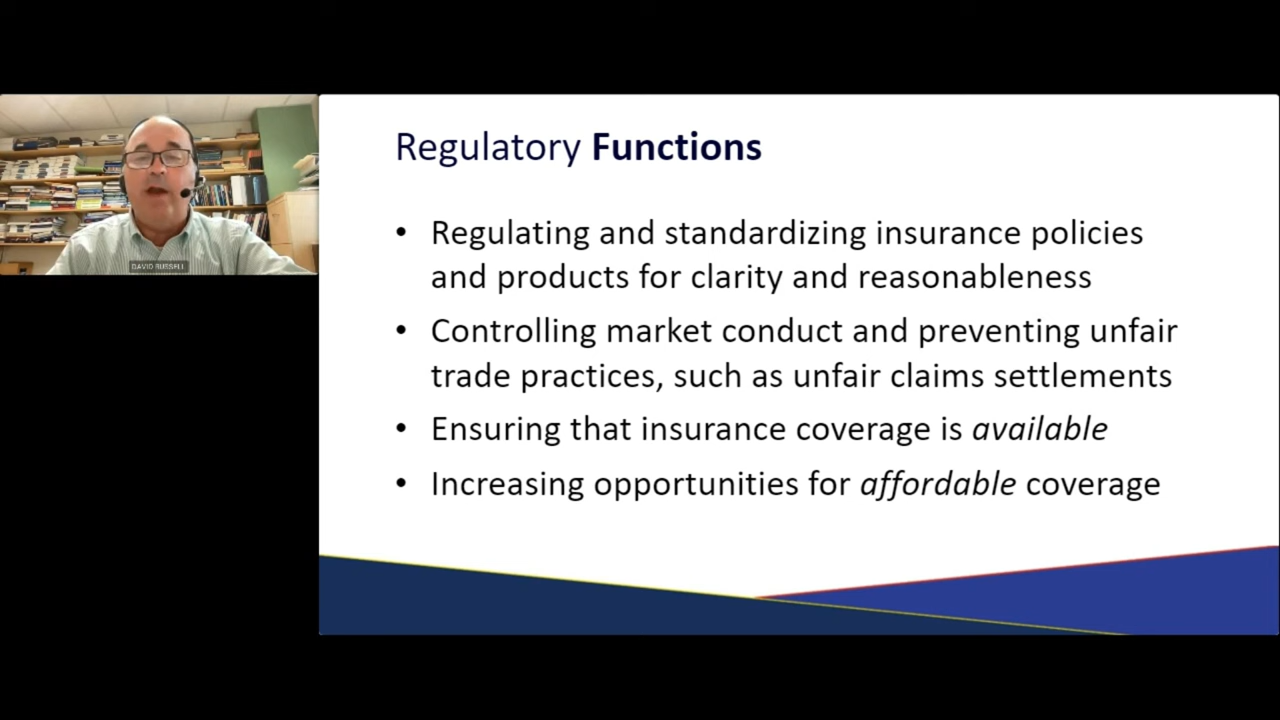 Regulatory Functions
• Regulating and standardizing insurance policies
and products for clarity and reasonableness
• Controlling market conduct and preventing unfair
trade practices, such as unfair claims settlements
• Ensuring that insurance coverage is available
• Increasing opportunities for affordable coverage
DAVID RUSSELL